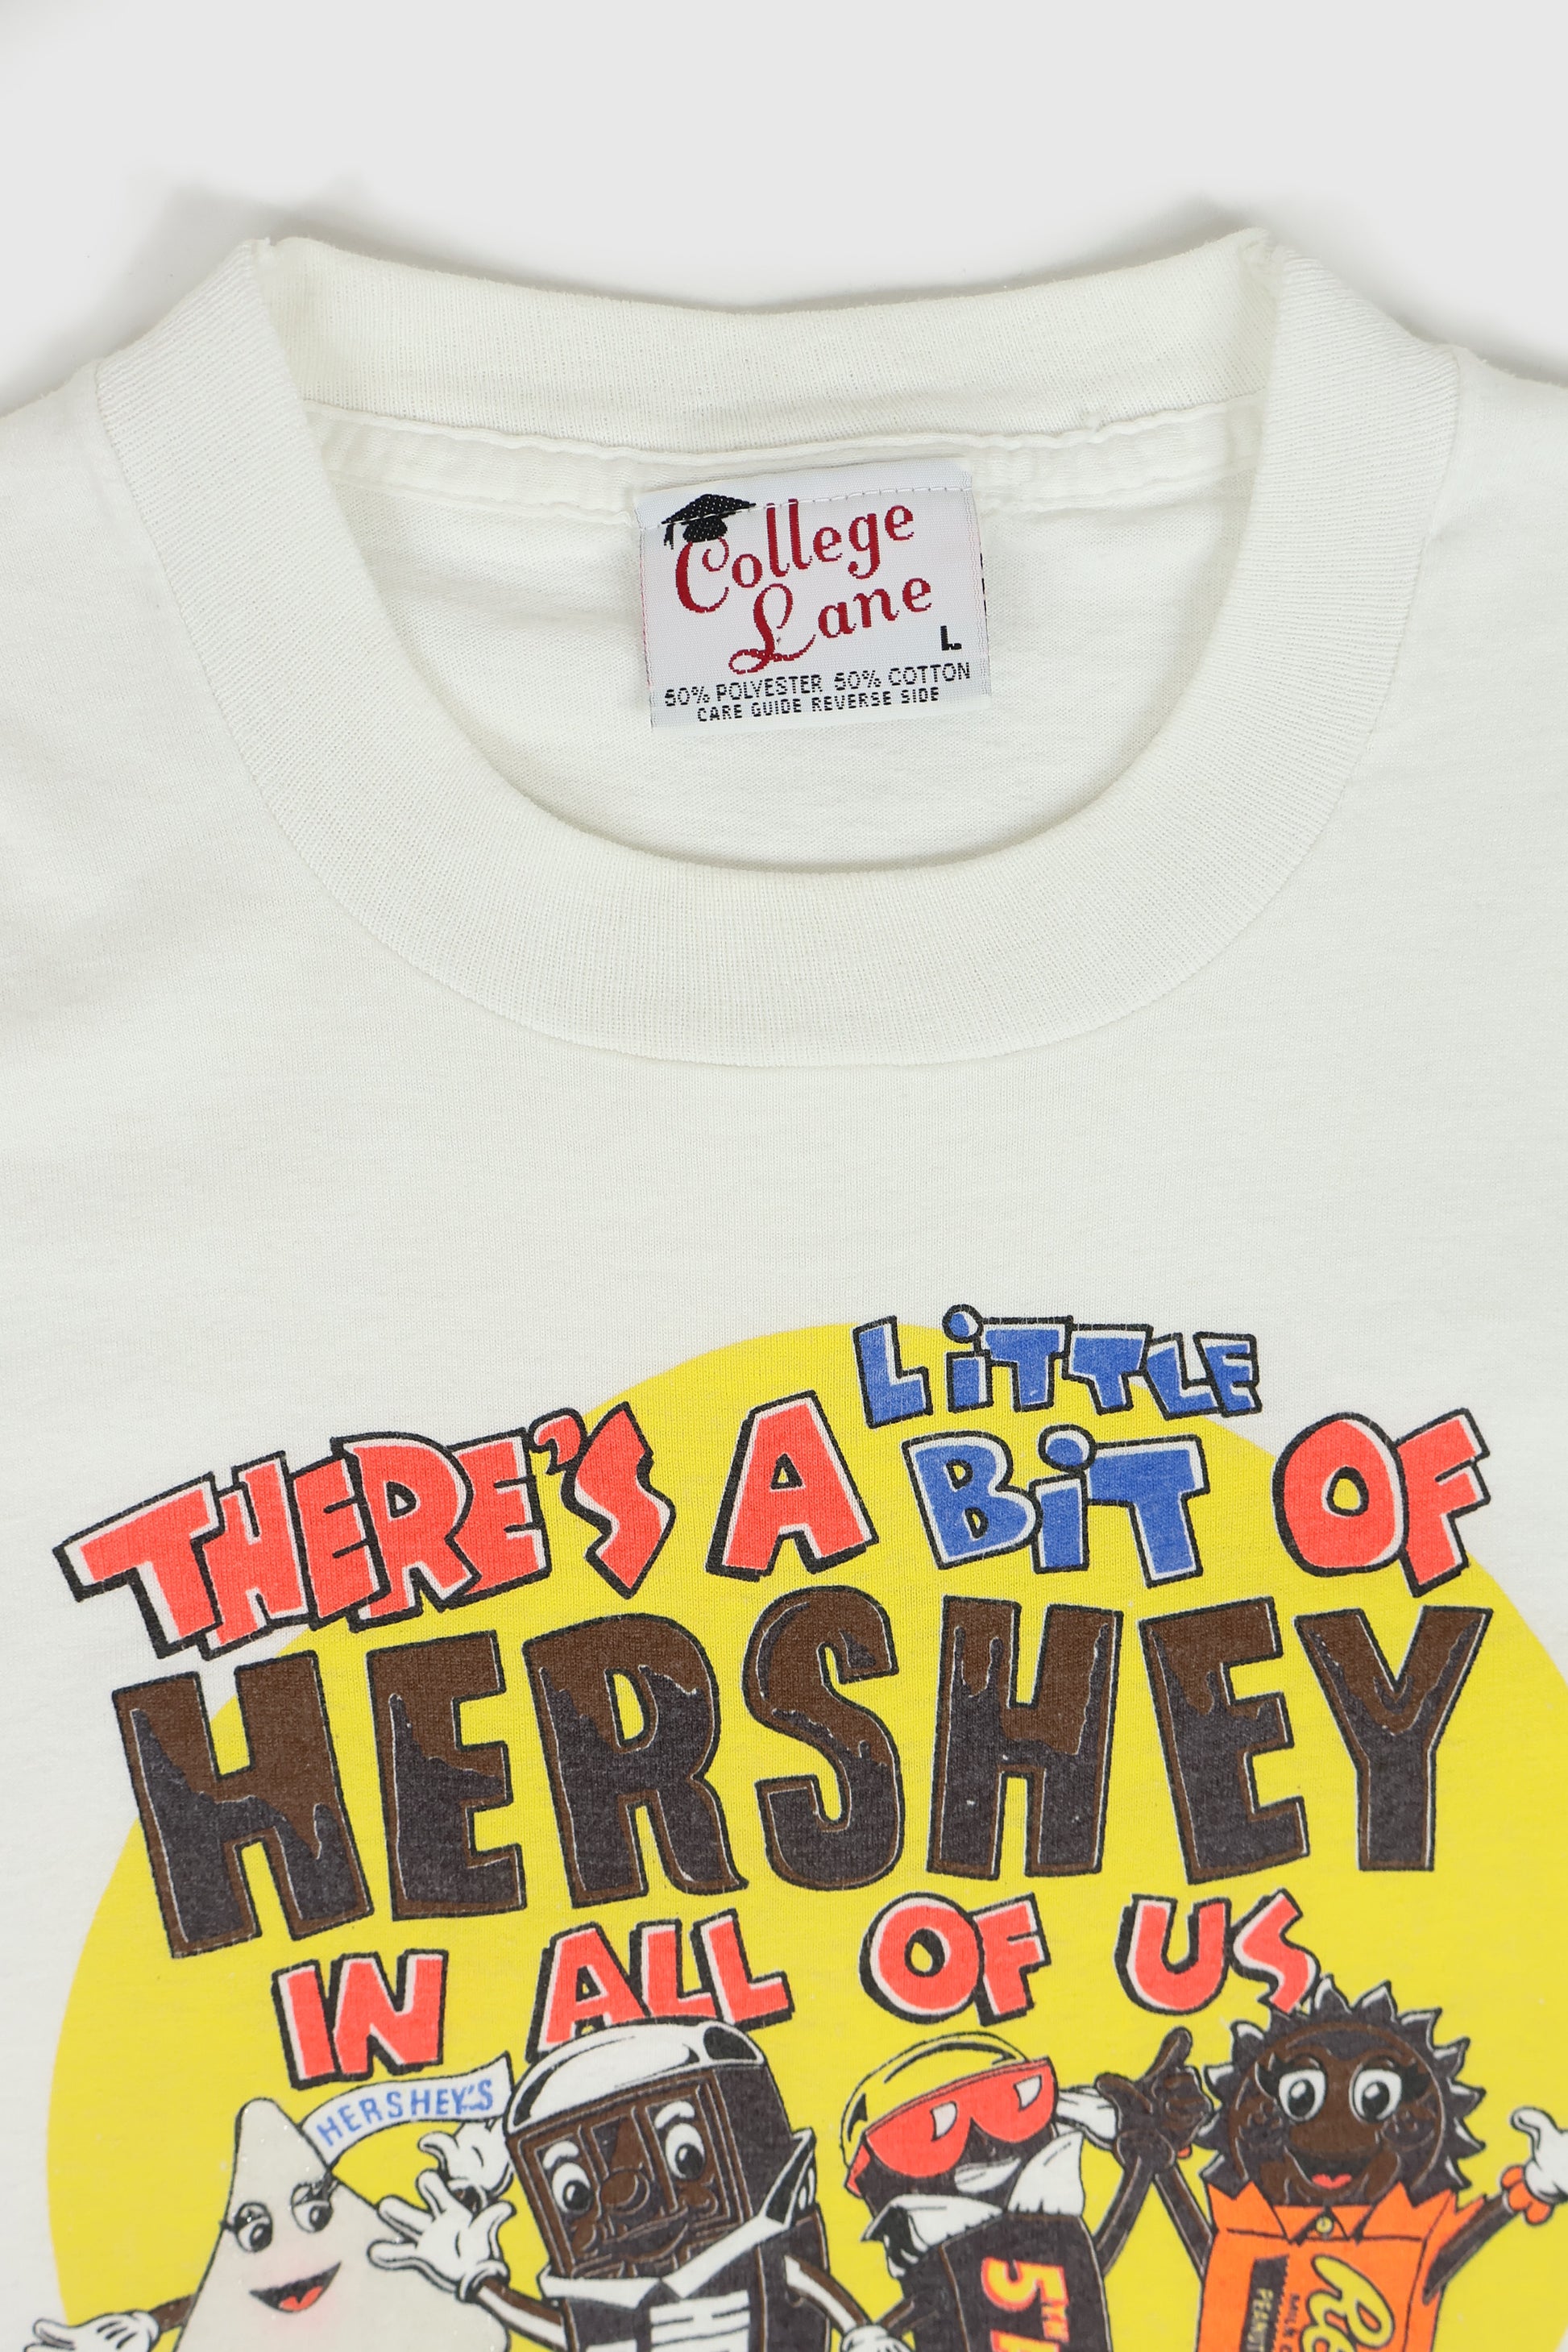 College
Lane
L
50% POLYESTER 50% COTTON
CARE GUIDE REVERSE SIDE
THERE'S A LiTTLE BiT OF
HERSHEY
IN ALL OF US
HERSHEY'S
5TH